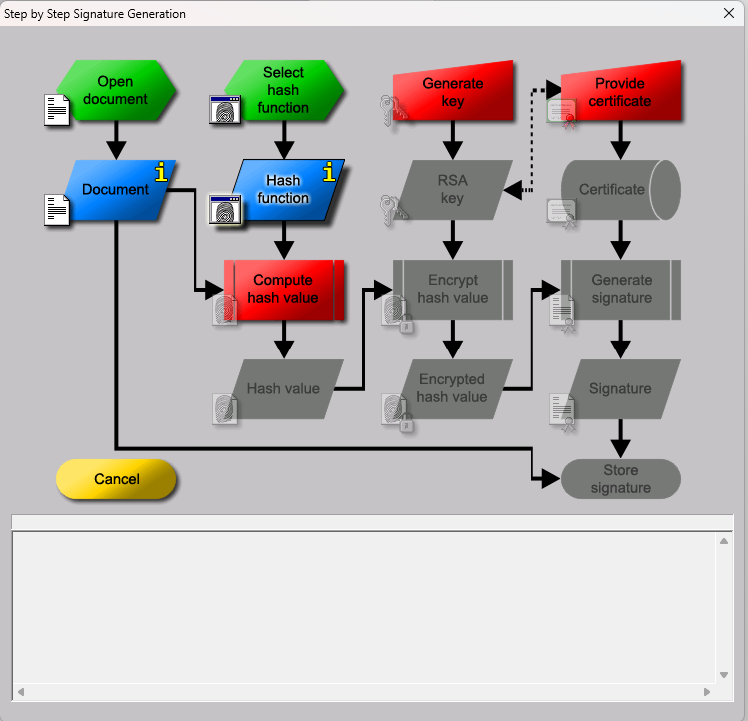 Step by Step Signature Generation
Open
document
Select
hash
function
Generate
key
Provide
certificate
Document
i
Hash
function
i
RSA
key
Certificate
Compute
hash value
Encrypt
hash value
Generate
signature
Hash value
Encrypted
hash value
Signature
Cancel
Store
signature